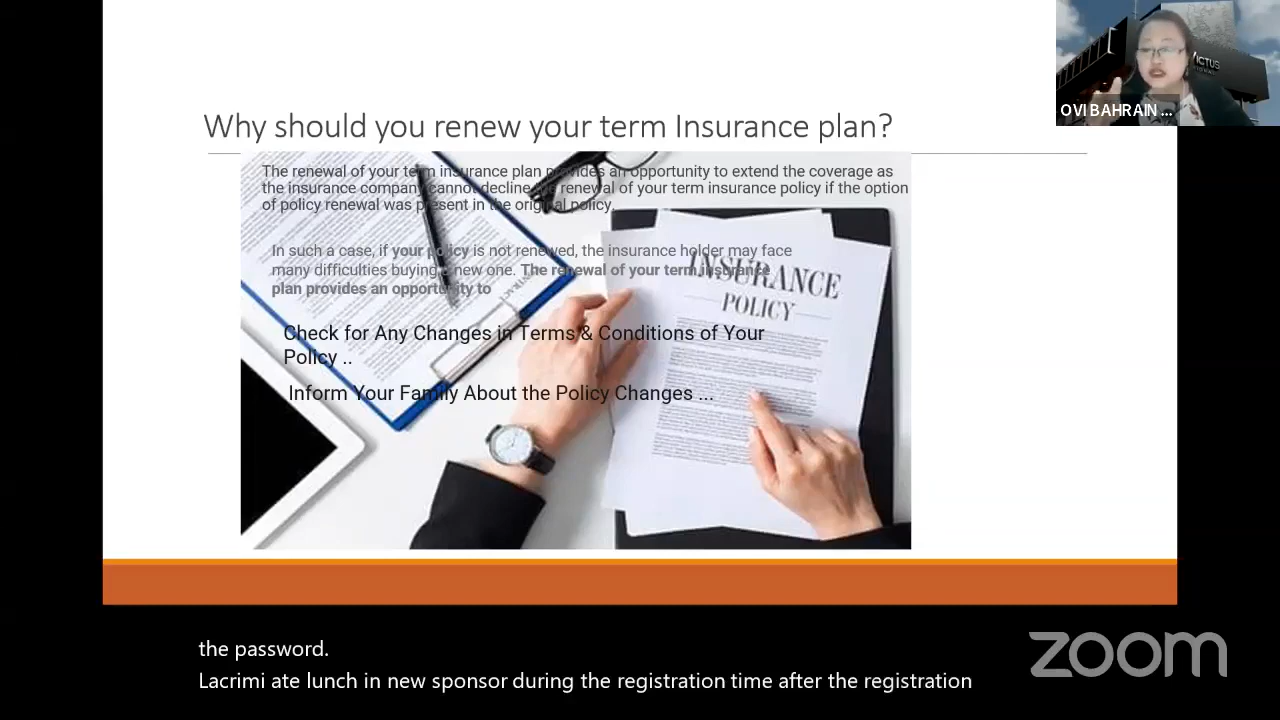 Why should you renew your term Insurance plan?
The renewal of your term insurance plan provides an opportunity to extend the coverage as
the insurance company cannot decline the renewal of your term insurance policy if the option
of policy renewal was present in the original policy.
In such a case, if your policy is not renewed, the insurance holder may face
many difficulties buying a new one. The renewal of your term insurance
plan provides an opportunity to
INSURANCE
POLICY
Check for Any Changes in Terms & Conditions of Your
Policy ..
Inform Your Family About the Policy Changes ...
OVI BAHRAIN ...
the password.
Lacrimi ate lunch in new sponsor during the registration time after the registration
zoom